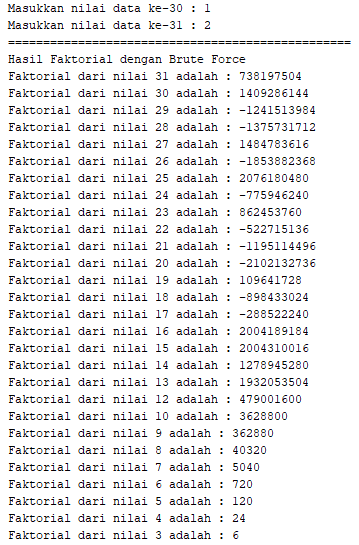 Masukkan nilai data ke-30 : 1
Masukkan nilai data ke-31 : 2
=================================================
Hasil Faktorial dengan Brute Force
Faktorial dari nilai 31 adalah : 738197504
Faktorial dari nilai 30 adalah : 1409286144
Faktorial dari nilai 29 adalah : -1241513984
Faktorial dari nilai 28 adalah : -1375731712
Faktorial dari nilai 27 adalah : 1484783616
Faktorial dari nilai 26 adalah : -1853882368
Faktorial dari nilai 25 adalah : 2076180480
Faktorial dari nilai 24 adalah : -775946240
Faktorial dari nilai 23 adalah : 862453760
Faktorial dari nilai 22 adalah : -522715136
Faktorial dari nilai 21 adalah : -1195114496
Faktorial dari nilai 20 adalah : -2102132736
Faktorial dari nilai 19 adalah : 109641728
Faktorial dari nilai 18 adalah : -898433024
Faktorial dari nilai 17 adalah : -288522240
Faktorial dari nilai 16 adalah : 2004189184
Faktorial dari nilai 15 adalah : 2004310016
Faktorial dari nilai 14 adalah : 1278945280
Faktorial dari nilai 13 adalah : 1932053504
Faktorial dari nilai 12 adalah : 479001600
Faktorial dari nilai 10 adalah : 3628800
Faktorial dari nilai 9 adalah : 362880
Faktorial dari nilai 8 adalah : 40320
Faktorial dari nilai 7 adalah : 5040
Faktorial dari nilai 6 adalah : 720
Faktorial dari nilai 5 adalah : 120
Faktorial dari nilai 4 adalah : 24
Faktorial dari nilai 3 adalah : 6